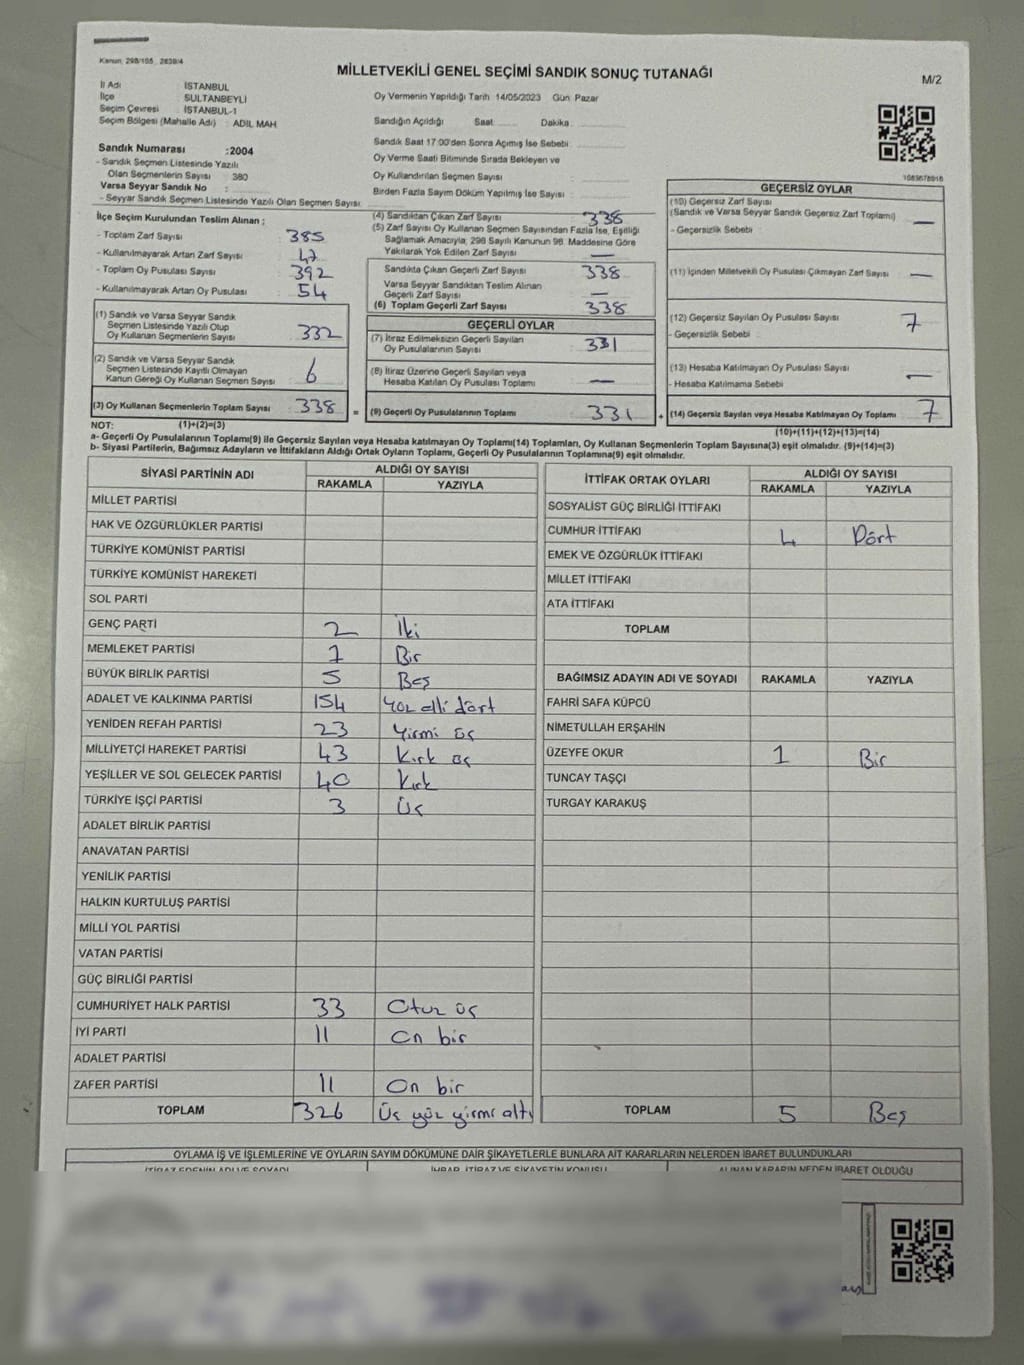 Kanun, 298/105, 2839/4
MİLLETVEKİLİ GENEL SEÇİMİ SANDIK SONUÇ TUTANAĞI
M/2
İl Adı İSTANBUL
İlçe SULTANBEYLİ
Seçim Çevresi İSTANBUL-1
Seçim Bölgesi (Mahalle Adı) : ADİL MAH
Oy Vermenin Yapıldığı Tarih 14/05/2023 Gün Pazar
Sandığın Açıldığı Saat Dakika
Sandık Saat 17:00'den Sonra Açımış İse Sebebi
Oy Verme Saati Bitiminde Sırada Bekleyen ve
Oy Kullandırılan Seçmen Sayısı
Birden Fazla Sayım Döküm Yapılmış İse Sayısı
Sandık Numarası :2004
- Sandık Seçmen Listesinde Yazılı
Olan Seçmenlerin Sayısı : 380
Varsa Seyyar Sandık No :
- Seyyar Sandık Seçmen Listesinde Yazılı Olan Seçmen Sayısı:
İlçe Seçim Kurulundan Teslim Alınan ;
- Toplam Zarf Sayısı : 385
- Kullanılmayarak Artan Zarf Sayısı : 47
- Toplam Oy Pusulası Sayısı : 392
- Kullanılmayarak Artan Oy Pusulası : 54
(1) Sandık ve Varsa Seyyar Sandık
Seçmen Listesinde Yazılı Olup
Oy Kullanan Seçmenlerin Sayısı : 332
(2) Sandık ve Varsa Seyyar Sandık
Seçmen Listesinde Kayıtlı Olmayan
Kanun Gereği Oy Kullanan Seçmen Sayısı : 6
(3) Oy Kullanan Seçmenlerin Toplam Sayısı : 338 =
(1)+(2)=(3)
(4) Sandıktan Çıkan Zarf Sayısı : 338
(5) Zarf Sayısı Oy Kullanan Seçmen Sayısından Fazla İse, Eşitliği
Sağlamak Amacıyla, 298 Sayılı Kanunun 98. Maddesine Göre
Yakılarak Yok Edilen Zarf Sayısı : —
Sandıkta Çıkan Geçerli Zarf Sayısı : 338
Varsa Seyyar Sandıktan Teslim Alınan
Geçerli Zarf Sayısı : —
(6) Toplam Geçerli Zarf Sayısı : 338
GEÇERLİ OYLAR
(7) İtiraz Edilmeksizin Geçerli Sayılan
Oy Pusulalarının Sayısı : 331
(8) İtiraz Üzerine Geçerli Sayılan veya
Hesaba Katılan Oy Pusulası Toplamı : —
(9) Geçerli Oy Pusulalarının Toplamı : 331 +
GEÇERSİZ OYLAR
(10) Geçersiz Zarf Sayısı
(Sandık ve Varsa Seyyar Sandık Geçersiz Zarf Toplamı) : —
- Geçersizlik Sebebi :
(11) İçinden Milletvekili Oy Pusulası Çıkmayan Zarf Sayısı : —
(12) Geçersiz Sayılan Oy Pusulası Sayısı : 7
- Geçersizlik Sebebi :
(13) Hesaba Katılmayan Oy Pusulası Sayısı : —
- Hesaba Katılmama Sebebi :
(14) Geçersiz Sayılan veya Hesaba Katılmayan Oy Toplamı : 7
(10)+(11)+(12)+(13)=(14)
NOT:
a- Geçerli Oy Pusulalarının Toplamı(9) ile Geçersiz Sayılan veya Hesaba katılmayan Oy Toplamı(14) Toplamları, Oy Kullanan Seçmenlerin Toplam Sayısına(3) eşit olmalıdır. (9)+(14)=(3)
b- Siyasi Partilerin, Bağımsız Adayların ve İttifakların Aldığı Ortak Oyların Toplamı, Geçerli Oy Pusulalarının Toplamına(9) eşit olmalıdır.
SİYASİ PARTİNİN ADI ALDIĞI OY SAYISI
RAKAMLA YAZIYLA
MİLLET PARTİSİ
HAK VE ÖZGÜRLÜKLER PARTİSİ
TÜRKİYE KOMÜNİST PARTİSİ
TÜRKİYE KOMÜNİST HAREKETİ
SOL PARTİ
GENÇ PARTİ 2 İki
MEMLEKET PARTİSİ 1 Bir
BÜYÜK BİRLİK PARTİSİ 5 Beş
ADALET VE KALKINMA PARTİSİ 154 Yüz elli dört
YENİDEN REFAH PARTİSİ 23 Yirmi üç
MİLLİYETÇİ HAREKET PARTİSİ 43 Kırk üç
YEŞİLLER VE SOL GELECEK PARTİSİ 40 Kırk
TÜRKİYE İŞÇİ PARTİSİ 3 Üç
ADALET BİRLİK PARTİSİ
ANAVATAN PARTİSİ
YENİLİK PARTİSİ
HALKIN KURTULUŞ PARTİSİ
MİLLİ YOL PARTİSİ
VATAN PARTİSİ
GÜÇ BİRLİĞİ PARTİSİ
CUMHURİYET HALK PARTİSİ 33 Otuz üç
İYİ PARTİ 11 On bir
ADALET PARTİSİ
ZAFER PARTİSİ 11 On bir
TOPLAM 326 Üç yüz yirmi altı
İTTİFAK ORTAK OYLARI ALDIĞI OY SAYISI
RAKAMLA YAZIYLA
SOSYALİST GÜÇ BİRLİĞİ İTTİFAKI
CUMHUR İTTİFAKI 4 Dört
EMEK VE ÖZGÜRLÜK İTTİFAKI
MİLLET İTTİFAKI
ATA İTTİFAKI
TOPLAM
BAĞIMSIZ ADAYIN ADI VE SOYADI RAKAMLA YAZIYLA
FAHRİ SAFA KÜPCÜ
NİMETULLAH ERŞAHİN
ÜZEYFE OKUR 1 Bir
TUNCAY TAŞÇI
TURGAY KARAKUŞ
TOPLAM 5 Beş
OYLAMA İŞ VE İŞLEMLERİNE VE OYLARIN SAYIM DÖKÜMÜNE DAİR ŞİKAYETLERLE BUNLARA AİT KARARLARIN NELERDEN İBARET BULUNDUKLARI
İTİRAZ EDENİN ADI VE SOYADI İHBAR, İTİRAZ VE ŞİKAYETİN KONUSU ALINAN KARARIN NEDEN İBARET OLDUĞU